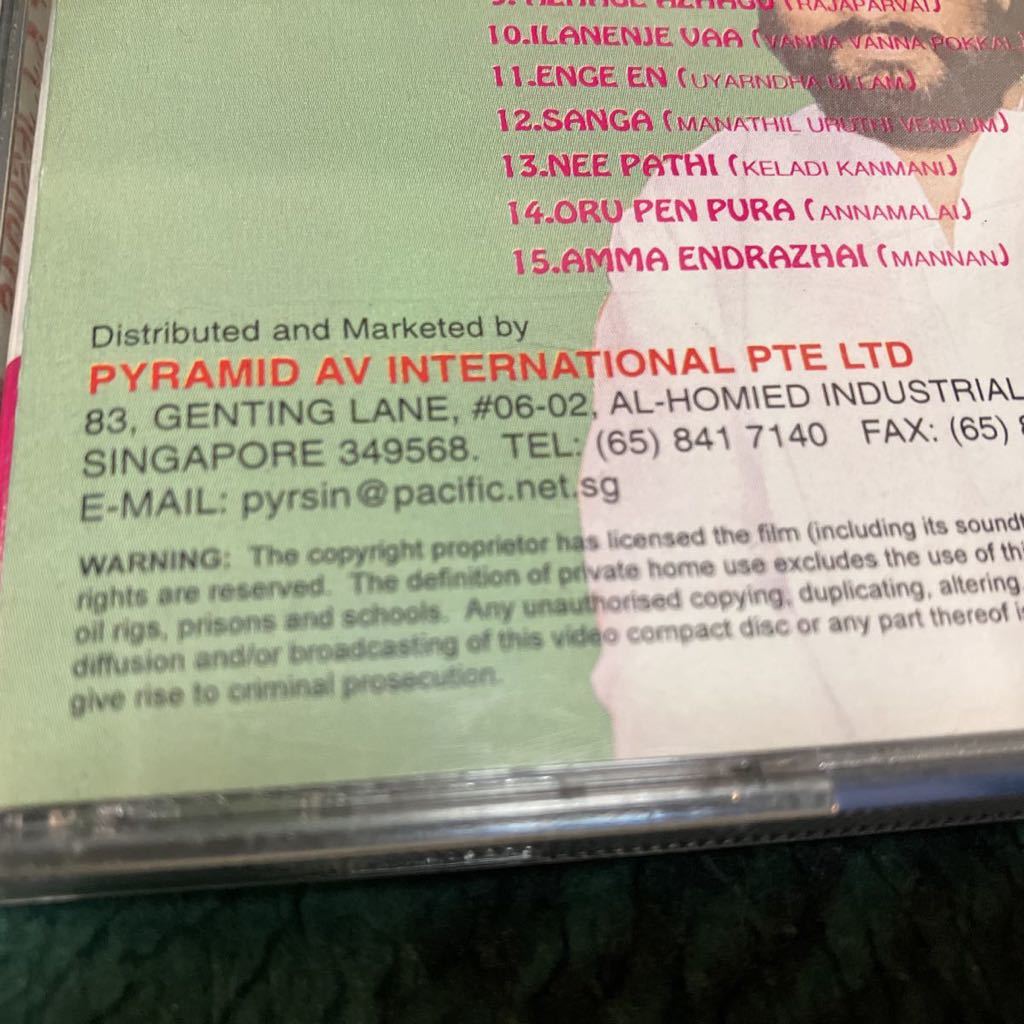 (RAJAPARVAI)
10.ILANENJE VAA (VANNA VANNA POKKAL)
11.ENGE EN (UYARNDHA ULLAM)
12.SANGA (MANATHIL URUTHI VENDUM)
13.NEE PATHI (KELADI KANMANI)
14.ORU PEN PURA (ANNAMALAI)
15.AMMA ENDRAZHAI (MANNAN)
Distributed and Marketed by
PYRAMID AV INTERNATIONAL PTE LTD
83, GENTING LANE, #06-02, AL-HOMIED INDUSTRIAL
SINGAPORE 349568. TEL: (65) 841 7140 FAX: (65)
E-MAIL: pyrsin@pacific.net.sg
WARNING: The copyright proprietor has licensed the film (including its
rights are reserved. The definition of private home use excludes the use of
oil rigs, prisons and schools. Any unauthorised copying, duplicating, altering,
diffusion and/or broadcasting of this video compact disc or any part thereof
give rise to criminal prosecution.